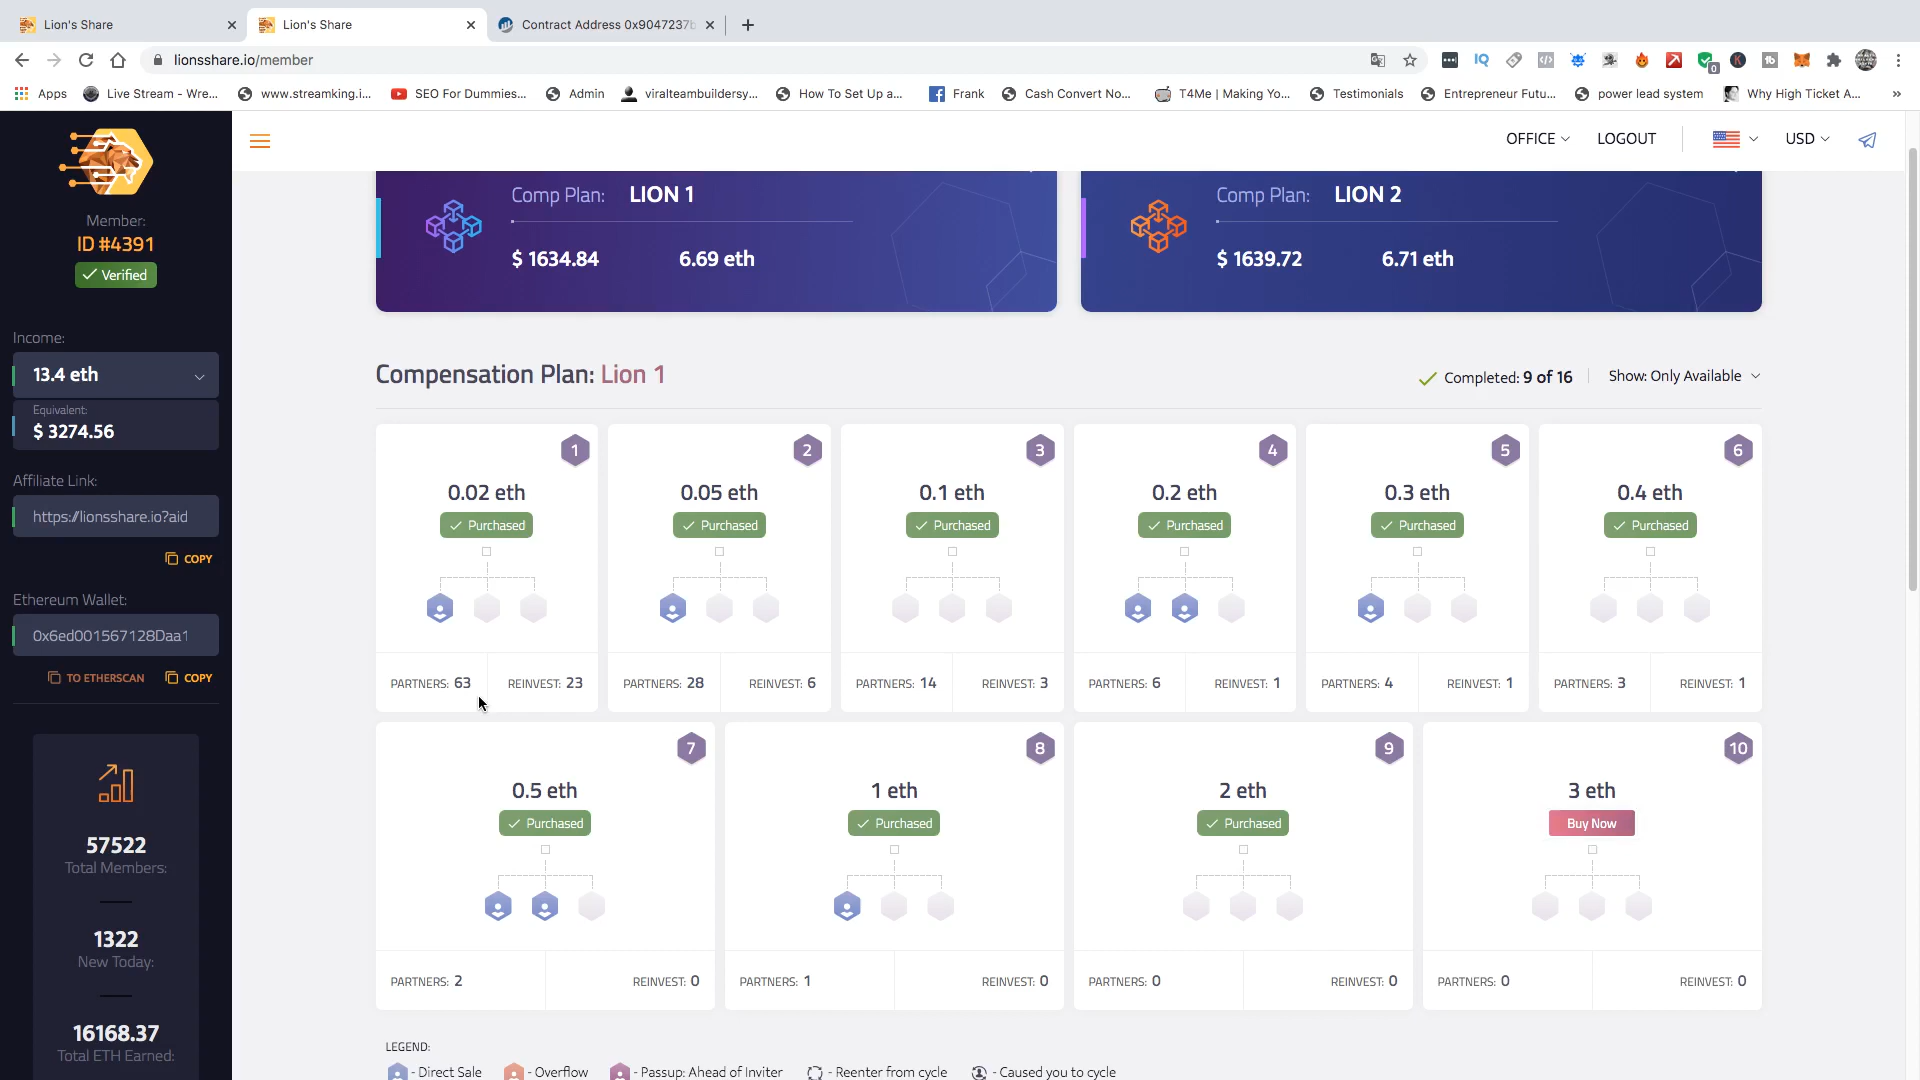 Lion's Share
Lion's Share
Contract Address 0x9047237b
lionsshare.io/member
IQ
0
Apps
Live Stream - Wre...
www.streamking.i...
SEO For Dummies...
Admin
viralteambuildersy...
How To Set Up a...
Frank
Cash Convert No...
T4Me | Making Yo...
Testimonials
Entrepreneur Futu...
power lead system
Why High Ticket A...
»
OFFICE
LOGOUT
USD
Member:
ID #4391
Verified
Income:
13.4 eth
Equivalent:
$ 3274.56
Affiliate Link:
https://lionsshare.io?aid
COPY
Ethereum Wallet:
0x6ed001567128Daa1
TO ETHERSCAN
COPY
57522
Total Members:
1322
New Today:
16168.37
Total ETH Earned:
Comp Plan: LION 1
$ 1634.84 6.69 eth
Comp Plan: LION 2
$ 1639.72 6.71 eth
Compensation Plan: Lion 1
Completed: 9 of 16
Show: Only Available
1
0.02 eth
Purchased
PARTNERS: 63 REINVEST: 23
2
0.05 eth
Purchased
PARTNERS: 28 REINVEST: 6
3
0.1 eth
Purchased
PARTNERS: 14 REINVEST: 3
4
0.2 eth
Purchased
PARTNERS: 6 REINVEST: 1
5
0.3 eth
Purchased
PARTNERS: 4 REINVEST: 1
6
0.4 eth
Purchased
PARTNERS: 3 REINVEST: 1
7
0.5 eth
Purchased
PARTNERS: 2 REINVEST: 0
8
1 eth
Purchased
PARTNERS: 1 REINVEST: 0
9
2 eth
Purchased
PARTNERS: 0 REINVEST: 0
10
3 eth
Buy Now
PARTNERS: 0 REINVEST: 0
LEGEND:
- Direct Sale - Overflow - Passup: Ahead of Inviter - Reenter from cycle - Caused you to cycle